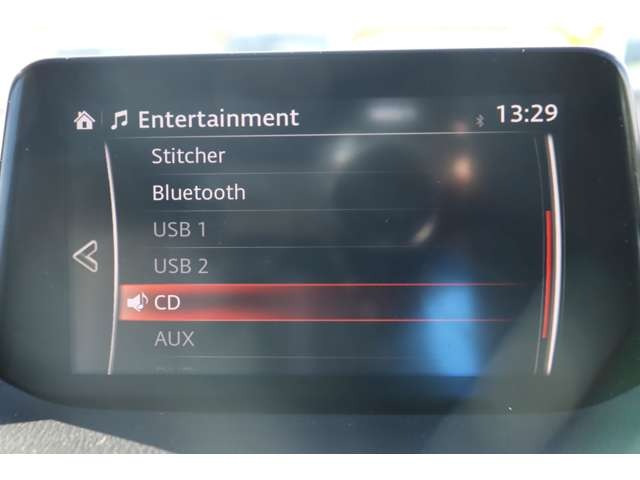 Entertainment 13:29
Stitcher
Bluetooth
USB 1
USB 2
CD
AUX